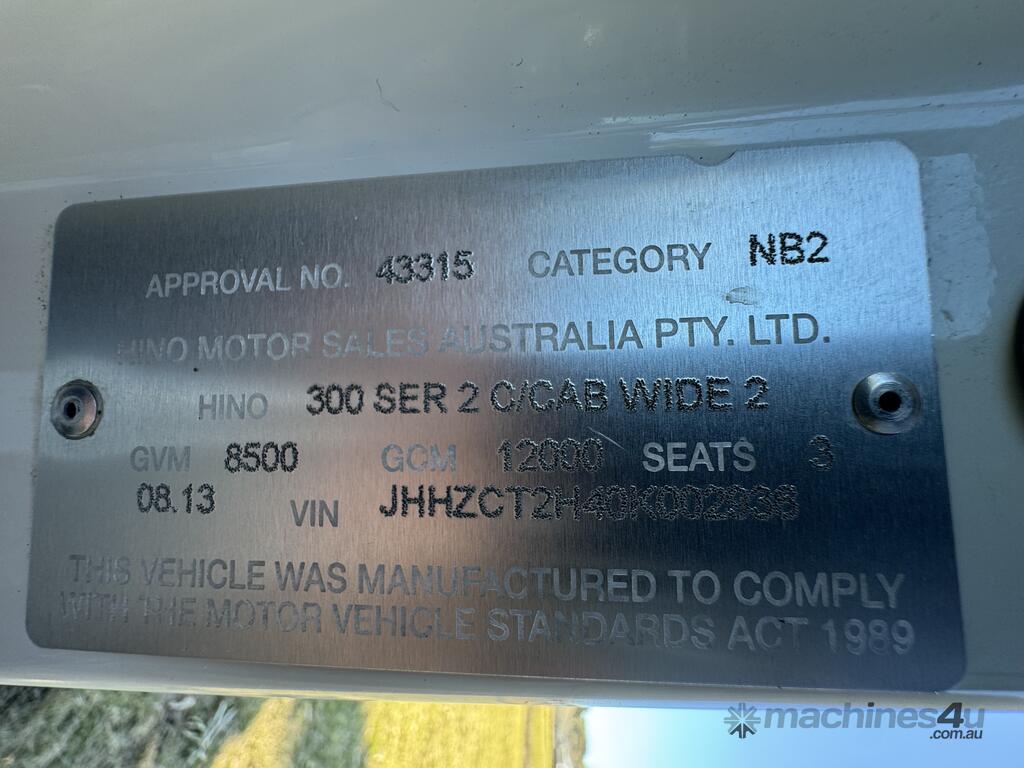 APPROVAL NO. 43315 CATEGORY NB2
HINO MOTOR SALES AUSTRALIA PTY. LTD.
HINO 300 SER 2 C/CAB WIDE 2
GVM 8500 GCM 12000 SEATS 3
08.13 VIN JHHZCT2H40K002936
THIS VEHICLE WAS MANUFACTURED TO COMPLY
WITH THE MOTOR VEHICLE STANDARDS ACT 1989
machines4u
.com.au